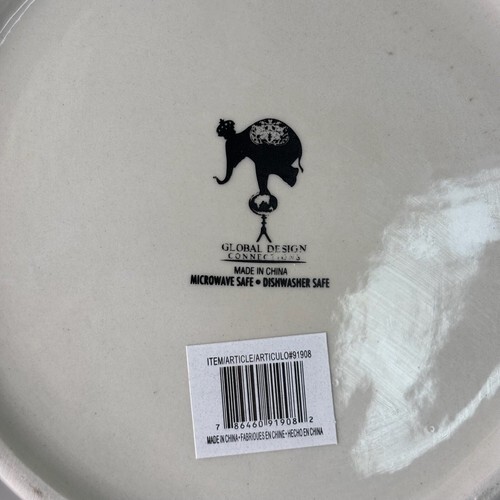 GLOBAL DESIGN
CONNECTIONS
MADE IN CHINA
MICROWAVE SAFE • DISHWASHER SAFE
ITEM/ARTICLE/ARTICULO#91908
7 86460 91908 2
MADE IN CHINA•FABRIQUES EN CHINE•HECHO EN CHINA